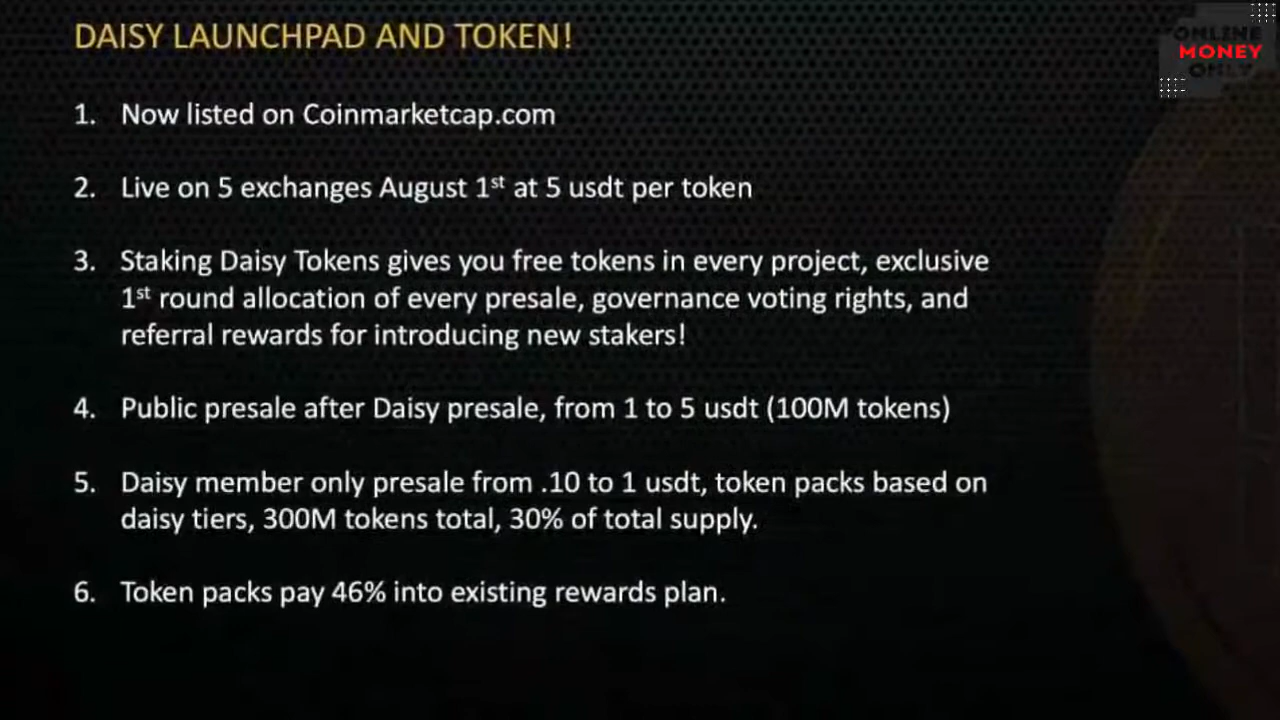 DAISY LAUNCHPAD AND TOKEN!
ONLINE
MONEY
ONLY
1. Now listed on Coinmarketcap.com
2. Live on 5 exchanges August 1st at 5 usdt per token
3. Staking Daisy Tokens gives you free tokens in every project, exclusive
1st round allocation of every presale, governance voting rights, and
referral rewards for introducing new stakers!
4. Public presale after Daisy presale, from 1 to 5 usdt (100M tokens)
5. Daisy member only presale from .10 to 1 usdt, token packs based on
daisy tiers, 300M tokens total, 30% of total supply.
6. Token packs pay 46% into existing rewards plan.